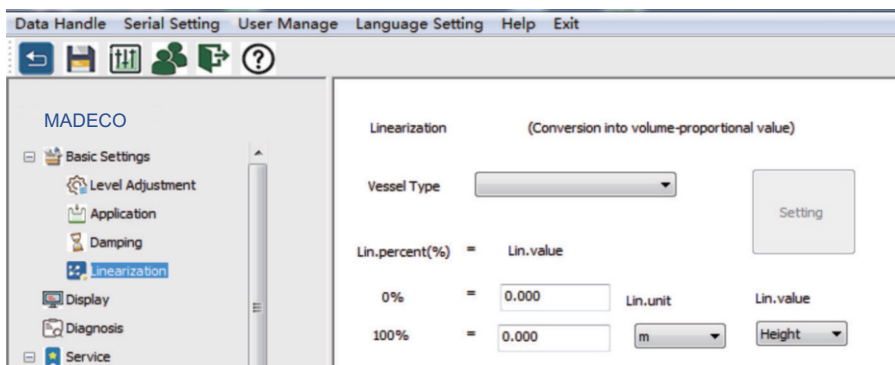 Data Handle Serial Setting User Manage Language Setting Help Exit
MADECO
Basic Settings
Level Adjustment
Application
Damping
Linearization
Display
Diagnosis
Service
Linearization (Conversion into volume-proportional value)
Vessel Type
Setting
Lin.percent(%) = Lin.value
0% = 0.000 Lin.unit Lin.value
100% = 0.000 m Height